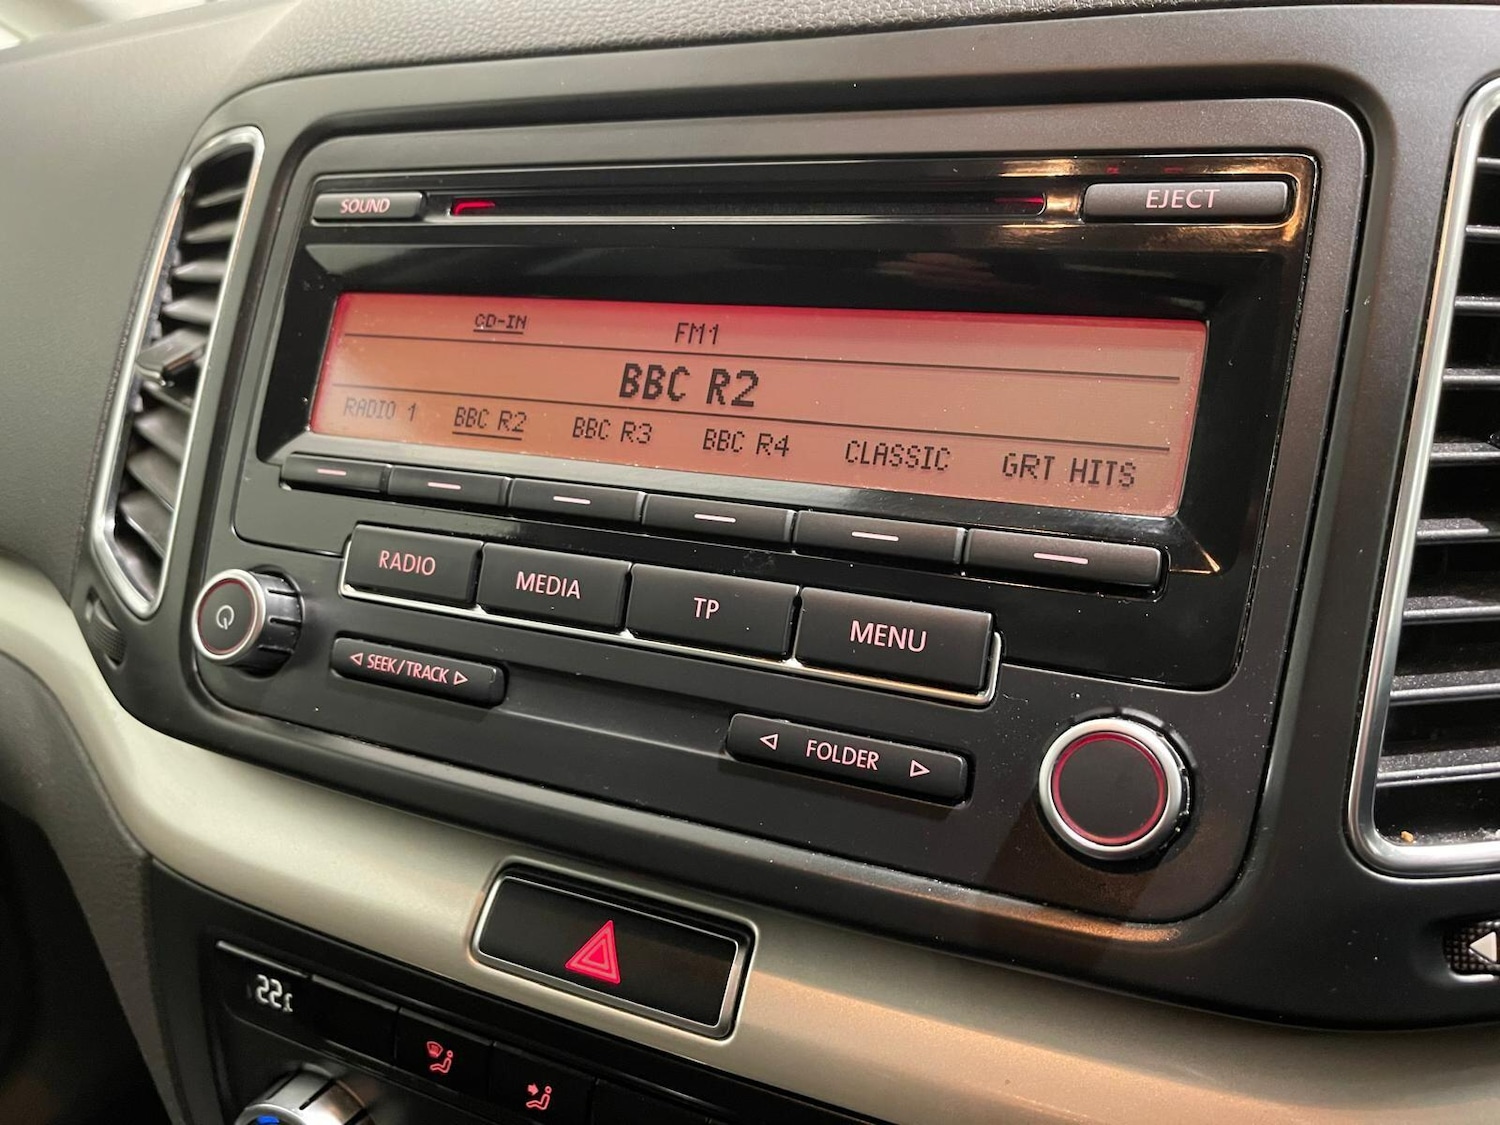 SOUND
EJECT
CD-IN FM1
BBC R2
RADIO 1 BBC R2 BBC R3 BBC R4 CLASSIC GRT HITS
RADIO MEDIA TP MENU
SEEK/TRACK
FOLDER